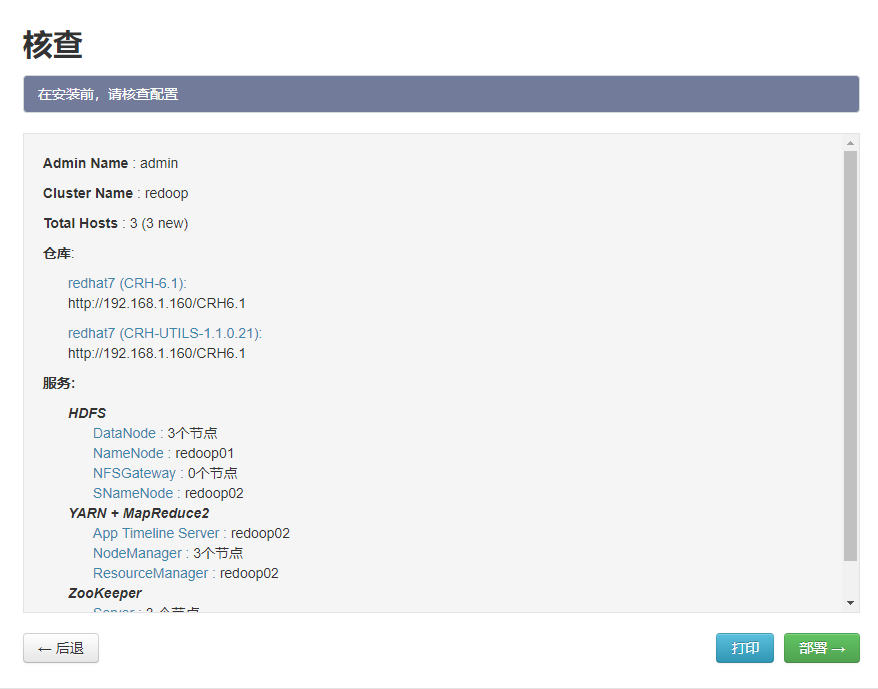 核查
在安装前，请核查配置
Admin Name : admin
Cluster Name : redoop
Total Hosts : 3 (3 new)
仓库:
redhat7 (CRH-6.1):
http://192.168.1.160/CRH6.1
redhat7 (CRH-UTILS-1.1.0.21):
http://192.168.1.160/CRH6.1
服务:
HDFS
DataNode : 3个节点
NameNode : redoop01
NFSGateway : 0个节点
SNameNode : redoop02
YARN + MapReduce2
App Timeline Server : redoop02
NodeManager : 3个节点
ResourceManager : redoop02
ZooKeeper
Server : 个节点
← 后退
打印
部署 →